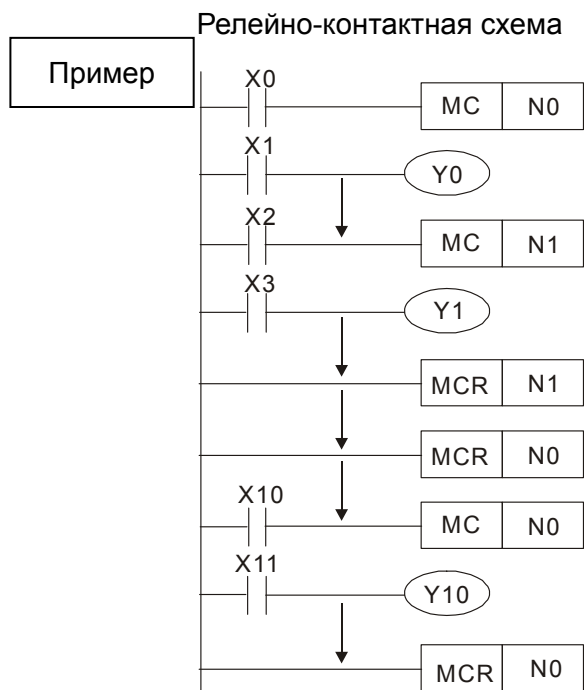 Релейно-контактная схема
Пример
X0
MC N0
X1
Y0
X2
MC N1
X3
Y1
MCR N1
MCR N0
X10
MC N0
X11
Y10
MCR N0